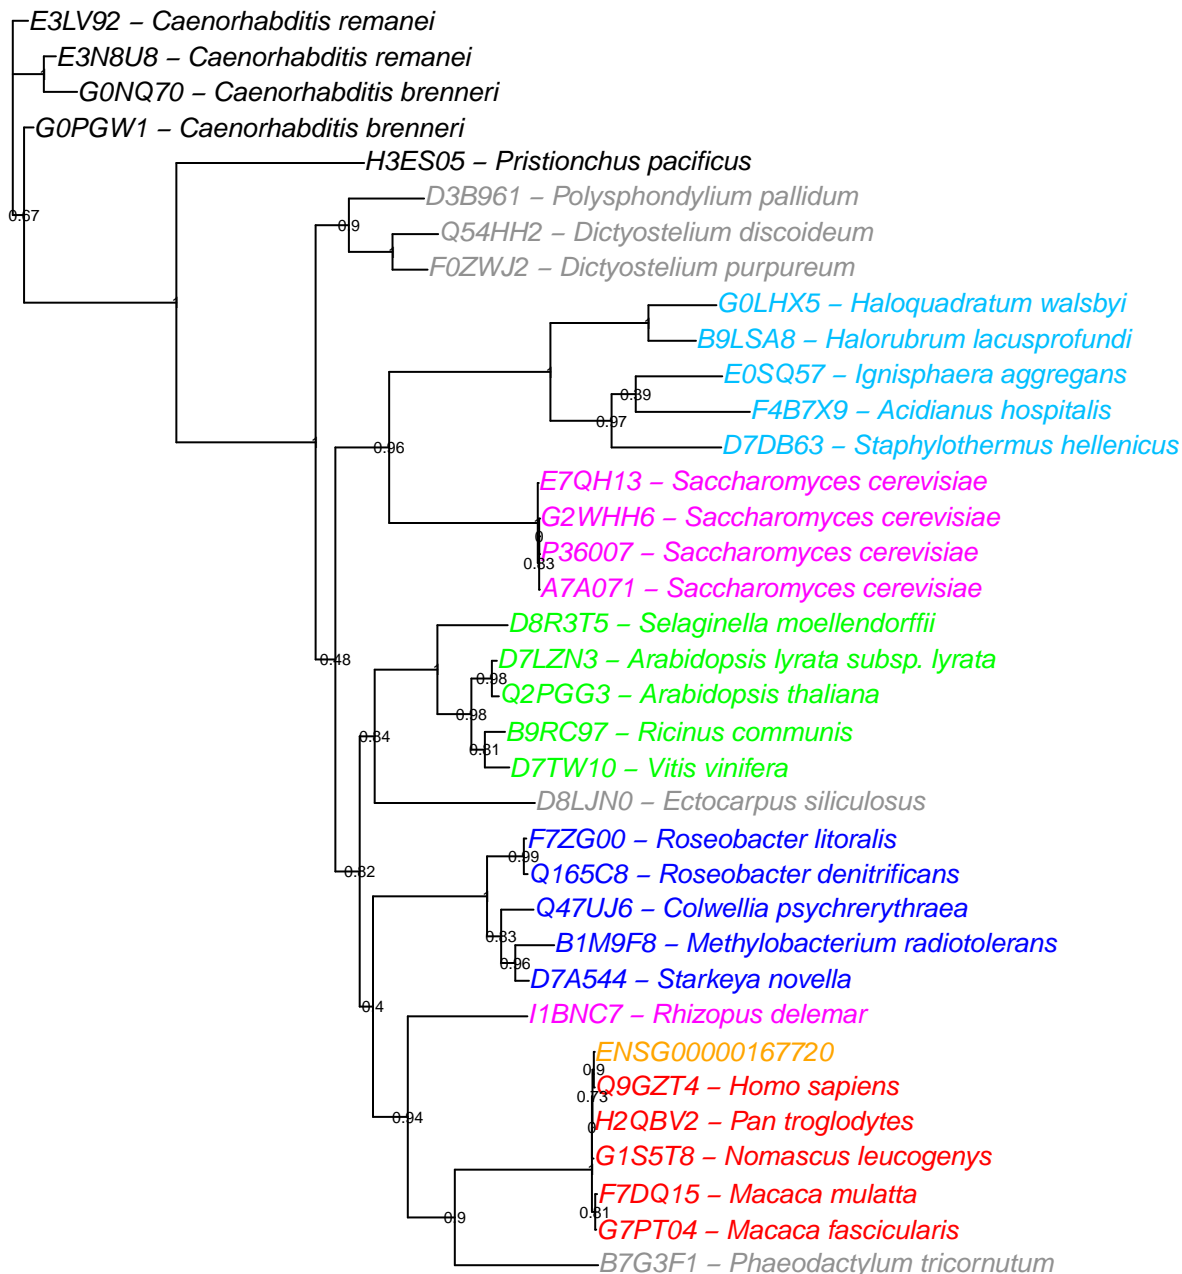 E3LV92 – Caenorhabditis remanei
E3N8U8 – Caenorhabditis remanei
G0NQ70 – Caenorhabditis brenneri
G0PGW1 – Caenorhabditis brenneri
H3ES05 – Pristionchus pacificus
D3B961 – Polysphondylium pallidum
0.67
0.9
Q54HH2 – Dictyostelium discoideum
F0ZWJ2 – Dictyostelium purpureum
G0LHX5 – Haloquadratum walsbyi
B9LSA8 – Halorubrum lacusprofundi
E0SQ57 – Ignisphaera aggregans
0.89
F4B7X9 – Acidianus hospitalis
0.97
0.96
D7DB63 – Staphylothermus hellenicus
E7QH13 – Saccharomyces cerevisiae
G2WHH6 – Saccharomyces cerevisiae
0
P36007 – Saccharomyces cerevisiae
0.83
A7A071 – Saccharomyces cerevisiae
D8R3T5 – Selaginella moellendorffii
0.48
D7LZN3 – Arabidopsis lyrata subsp. lyrata
0.98
Q2PGG3 – Arabidopsis thaliana
0.98
B9RC97 – Ricinus communis
0.84
0.81
D7TW10 – Vitis vinifera
D8LJN0 – Ectocarpus siliculosus
F7ZG00 – Roseobacter litoralis
0.99
0.82
Q165C8 – Roseobacter denitrificans
Q47UJ6 – Colwellia psychrerythraea
0.83
B1M9F8 – Methylobacterium radiotolerans
0.96
D7A544 – Starkeya novella
0.4
I1BNC7 – Rhizopus delemar
ENSG00000167720
0.9
Q9GZT4 – Homo sapiens
0.73
0.94
H2QBV2 – Pan troglodytes
0
G1S5T8 – Nomascus leucogenys
F7DQ15 – Macaca mulatta
0.81
0.9
G7PT04 – Macaca fascicularis
B7G3F1 – Phaeodactylum tricornutum